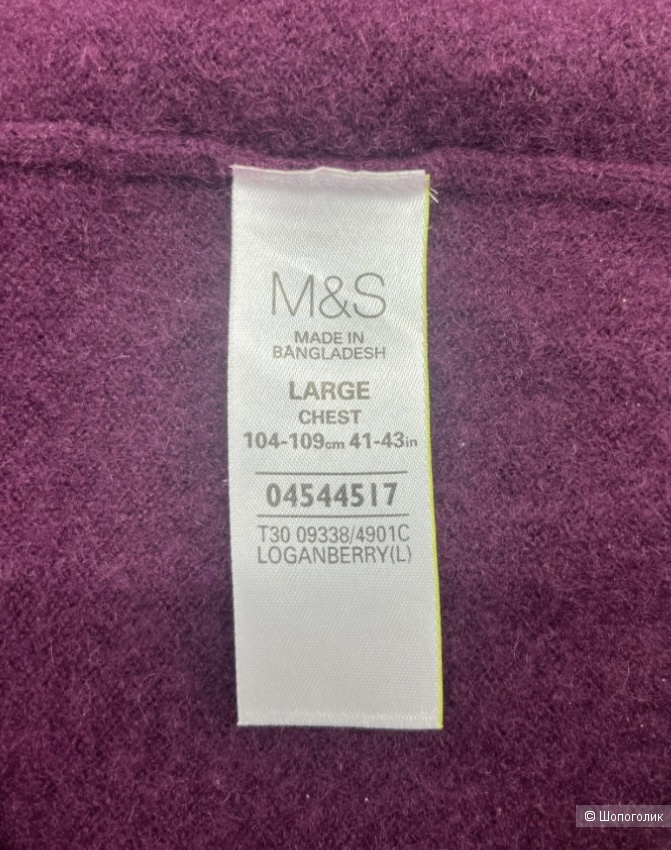 M&S
MADE IN
BANGLADESH
LARGE
CHEST
104-109cm 41-43in
04544517
T30 09338/4901C
LOGANBERRY(L)
© Шопоголик